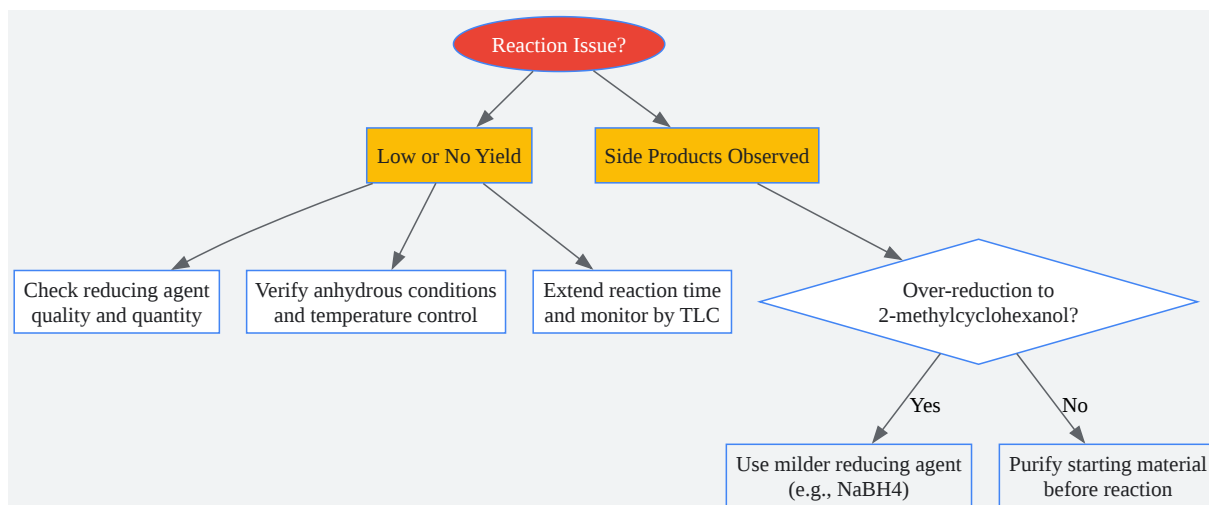 Reaction Issue?
Low or No Yield
Side Products Observed
Check reducing agent
quality and quantity
Verify anhydrous conditions
and temperature control
Extend reaction time
and monitor by TLC
Over-reduction to
2-methylcyclohexanol?
Yes
No
Use milder reducing agent
(e.g., NaBH4)
Purify starting material
before reaction